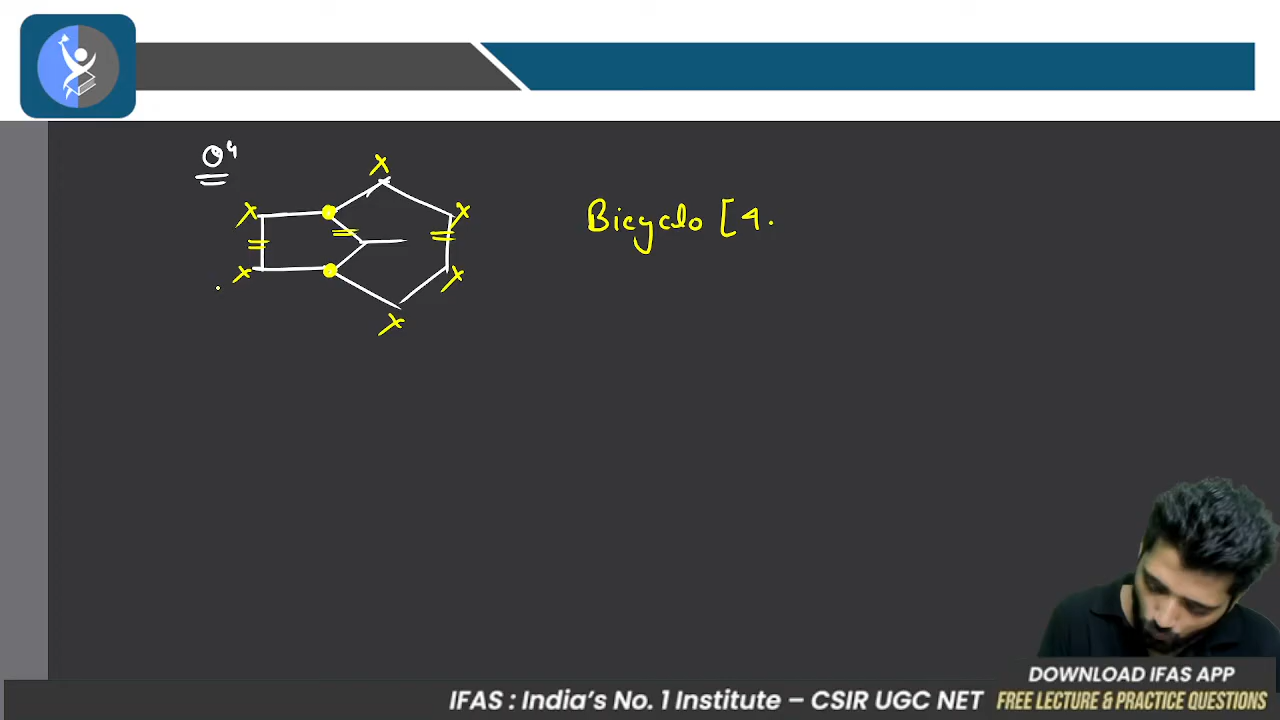 Q4
X
X
X
X
X
X
Bicyclo [4.
DOWNLOAD IFAS APP
IFAS : India's No. 1 Institute – CSIR UGC NET FREE LECTURE & PRACTICE QUESTIONS